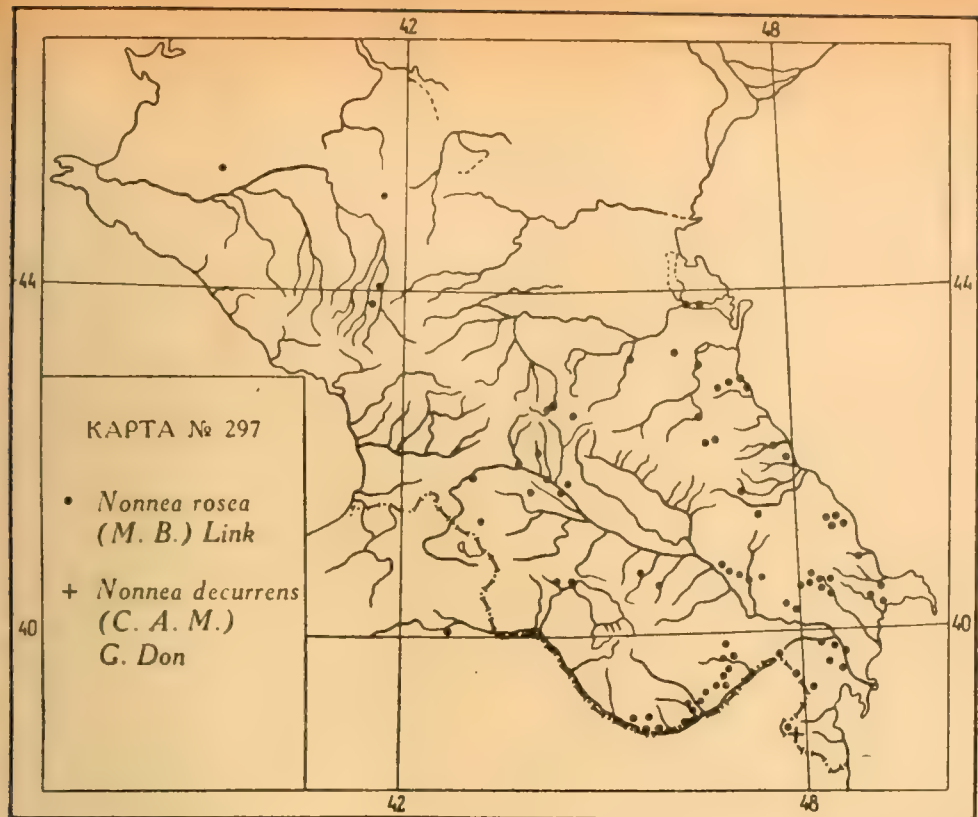 42 48
44 44
КАРТА № 297
• Nonnea rosea
(M. B.) Link
+ Nonnea decurrens
(C. A. M.)
G. Don
40 40
42 48